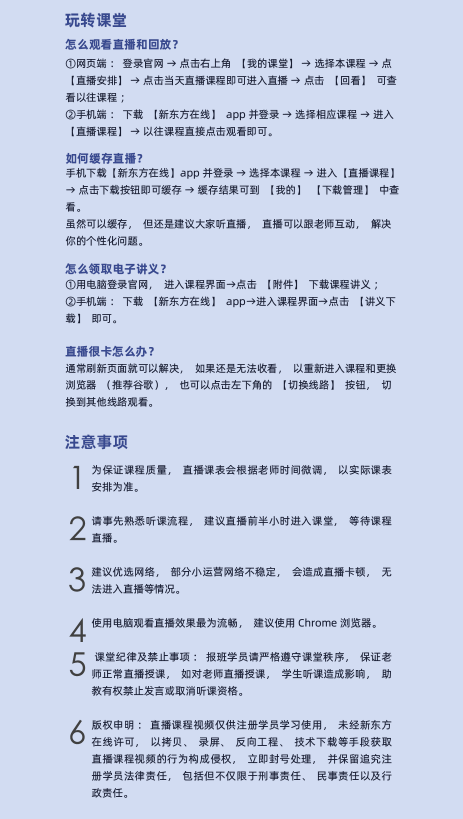 玩转课堂
怎么观看直播和回放？
①网页端： 登录官网 → 点击右上角 【我的课堂】 → 选择本课程 → 点
【直播安排】 → 点击当天直播课程即可进入直播 → 点击 【回看】 可查
看以往课程；
②手机端： 下载 【新东方在线】 app 并登录 → 选择相应课程 → 进入
【直播课程】 → 以往课程直接点击观看即可。
如何缓存直播？
手机下载【新东方在线】app 并登录 → 选择本课程 → 进入【直播课程】
→ 点击下载按钮即可缓存 → 缓存结果可到 【我的】 【下载管理】 中查
看。
虽然可以缓存， 但还是建议大家听直播， 直播可以跟老师互动， 解决
你的个性化问题。
怎么领取电子讲义？
①用电脑登录官网， 进入课程界面→点击 【附件】 下载课程讲义；
②手机端： 下载 【新东方在线】 app→进入课程界面→点击 【讲义下
载】 即可。
直播很卡怎么办？
通常刷新页面就可以解决， 如果还是无法收看， 以重新进入课程和更换
浏览器 （推荐谷歌）， 也可以点击左下角的 【切换线路】 按钮， 切
换到其他线路观看。
注意事项
1 为保证课程质量， 直播课表会根据老师时间微调， 以实际课表
安排为准。
2 请事先熟悉听课流程， 建议直播前半小时进入课堂， 等待课程
直播。
3 建议优选网络， 部分小运营网络不稳定， 会造成直播卡顿， 无
法进入直播等情况。
4 使用电脑观看直播效果最为流畅， 建议使用 Chrome 浏览器。
5 课堂纪律及禁止事项： 报班学员请严格遵守课堂秩序， 保证老
师正常直播授课， 如对老师直播授课， 学生听课造成影响， 助
教有权禁止发言或取消听课资格。
6 版权申明： 直播课程视频仅供注册学员学习使用， 未经新东方
在线许可， 以拷贝、 录屏、 反向工程、 技术下载等手段获取
直播课程视频的行为构成侵权， 立即封号处理， 并保留追究注
册学员法律责任， 包括但不仅限于刑事责任、 民事责任以及行
政责任。